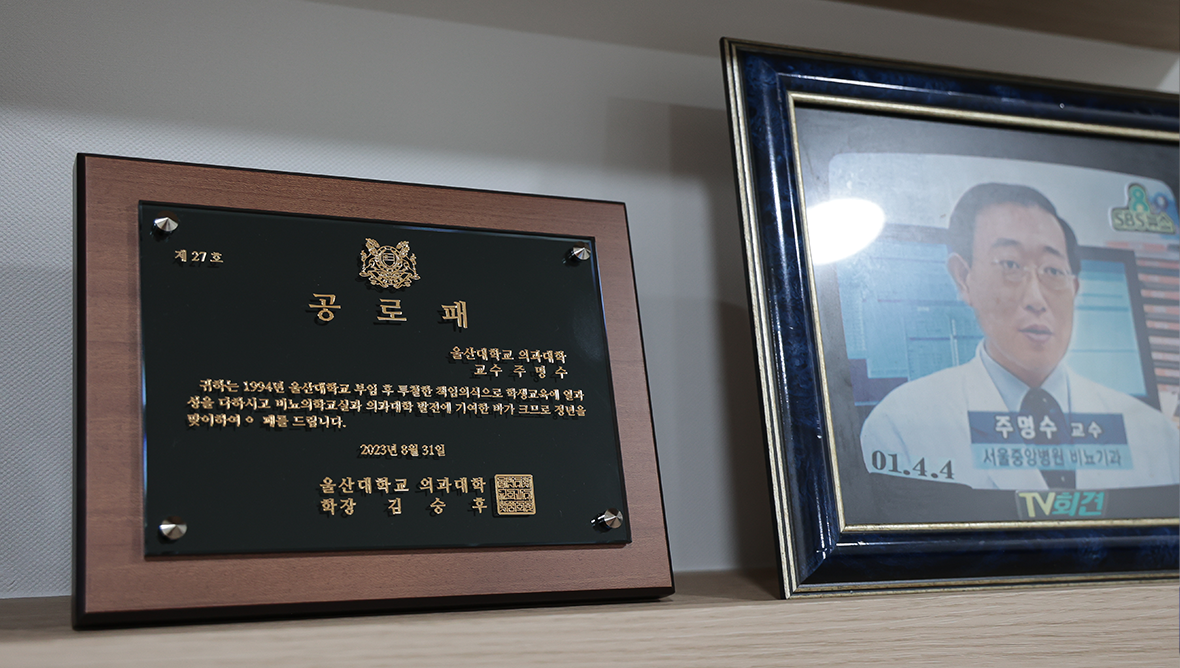 제 27 호
공 로 패
울산대학교 의과대학
교수 주 명 수
귀하는 1994년 울산대학교 부임 후 투철한 책임의식으로 학생교육에 열과
성을 다하시고 비뇨의학교실과 의과대학 발전에 기여한 바가 크므로 정년을
맞이하여 이 패를 드립니다.
2023년 8월 31일
울산대학교 의과대학
학장 김 승 후
8
SBS뉴스
주명수 교수
서울중앙병원 비뇨기과
01.4.4
TV회견